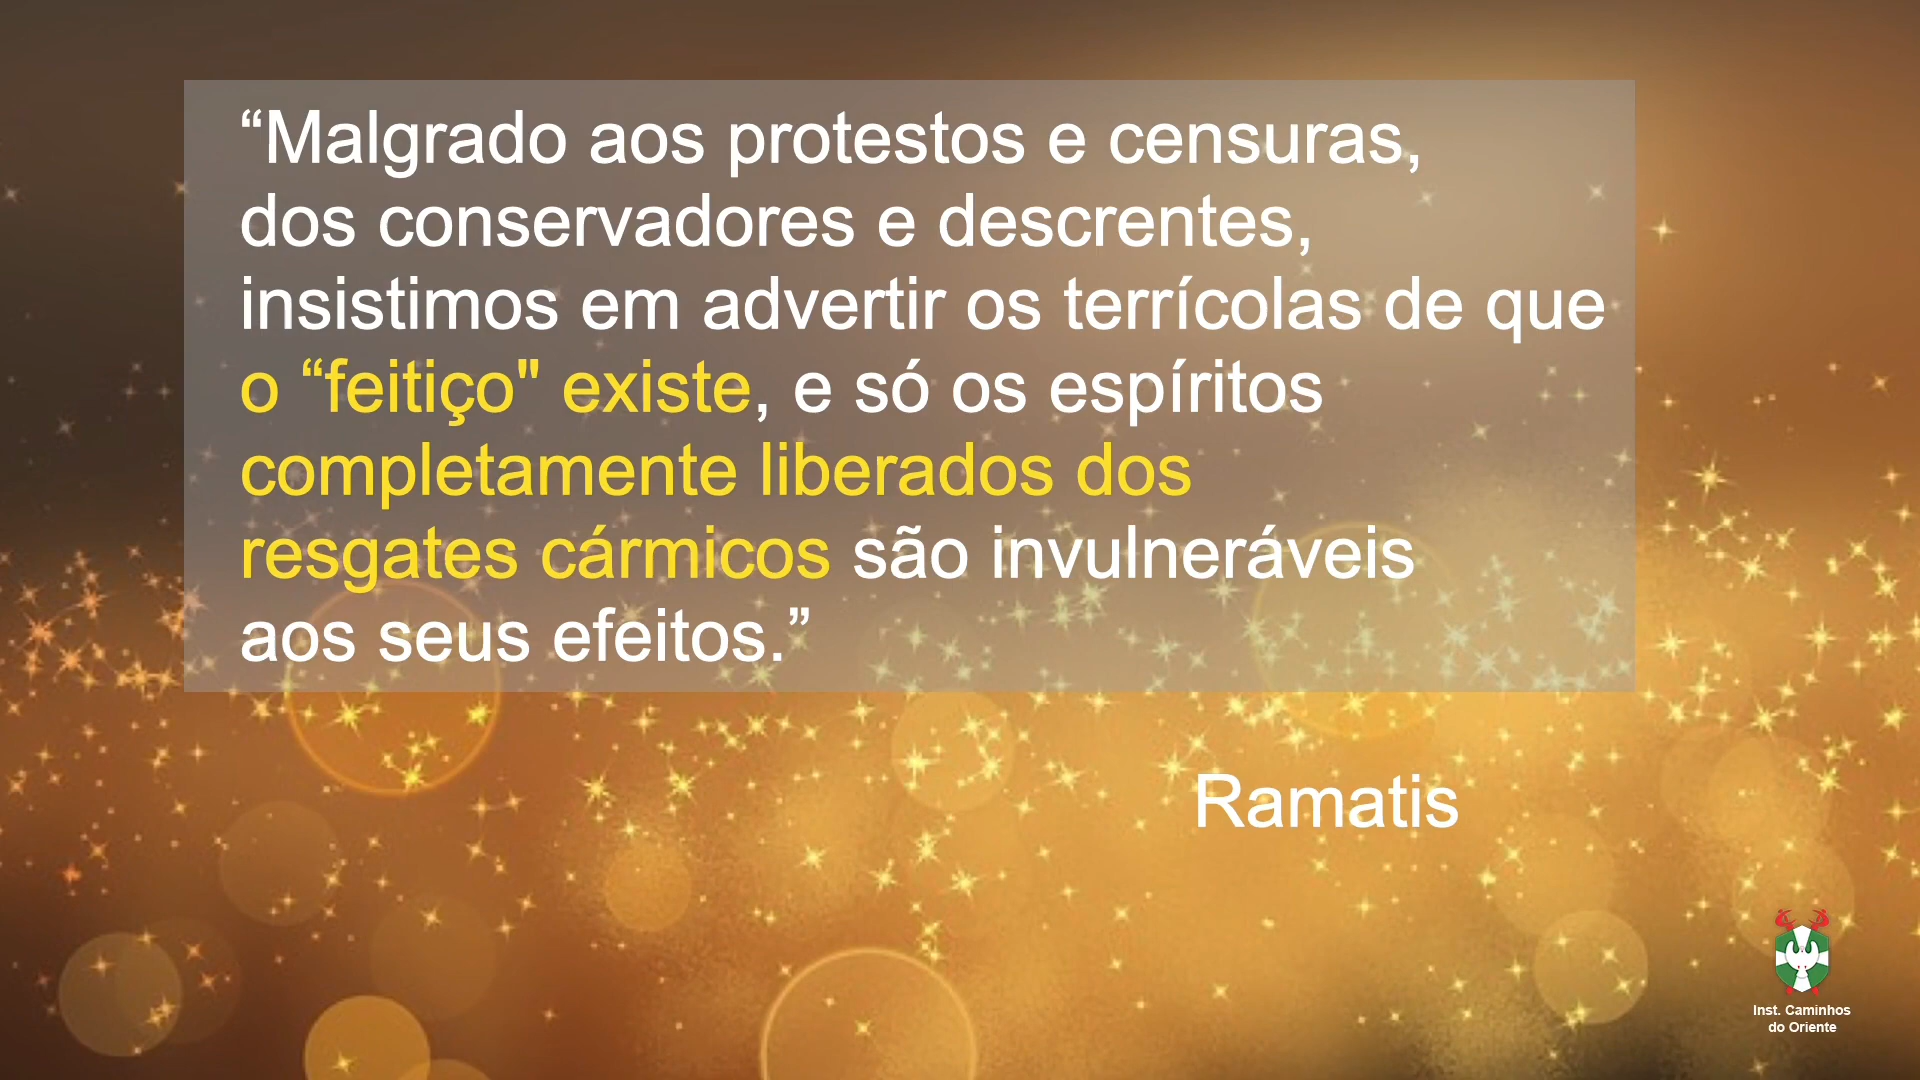 “Malgrado aos protestos e censuras,
dos conservadores e descrentes,
insistimos em advertir os terrícolas de que
o “feitiço" existe, e só os espíritos
completamente liberados dos
resgates cármicos são invulneráveis
aos seus efeitos.”
Ramatis
Inst. Caminhos
do Oriente